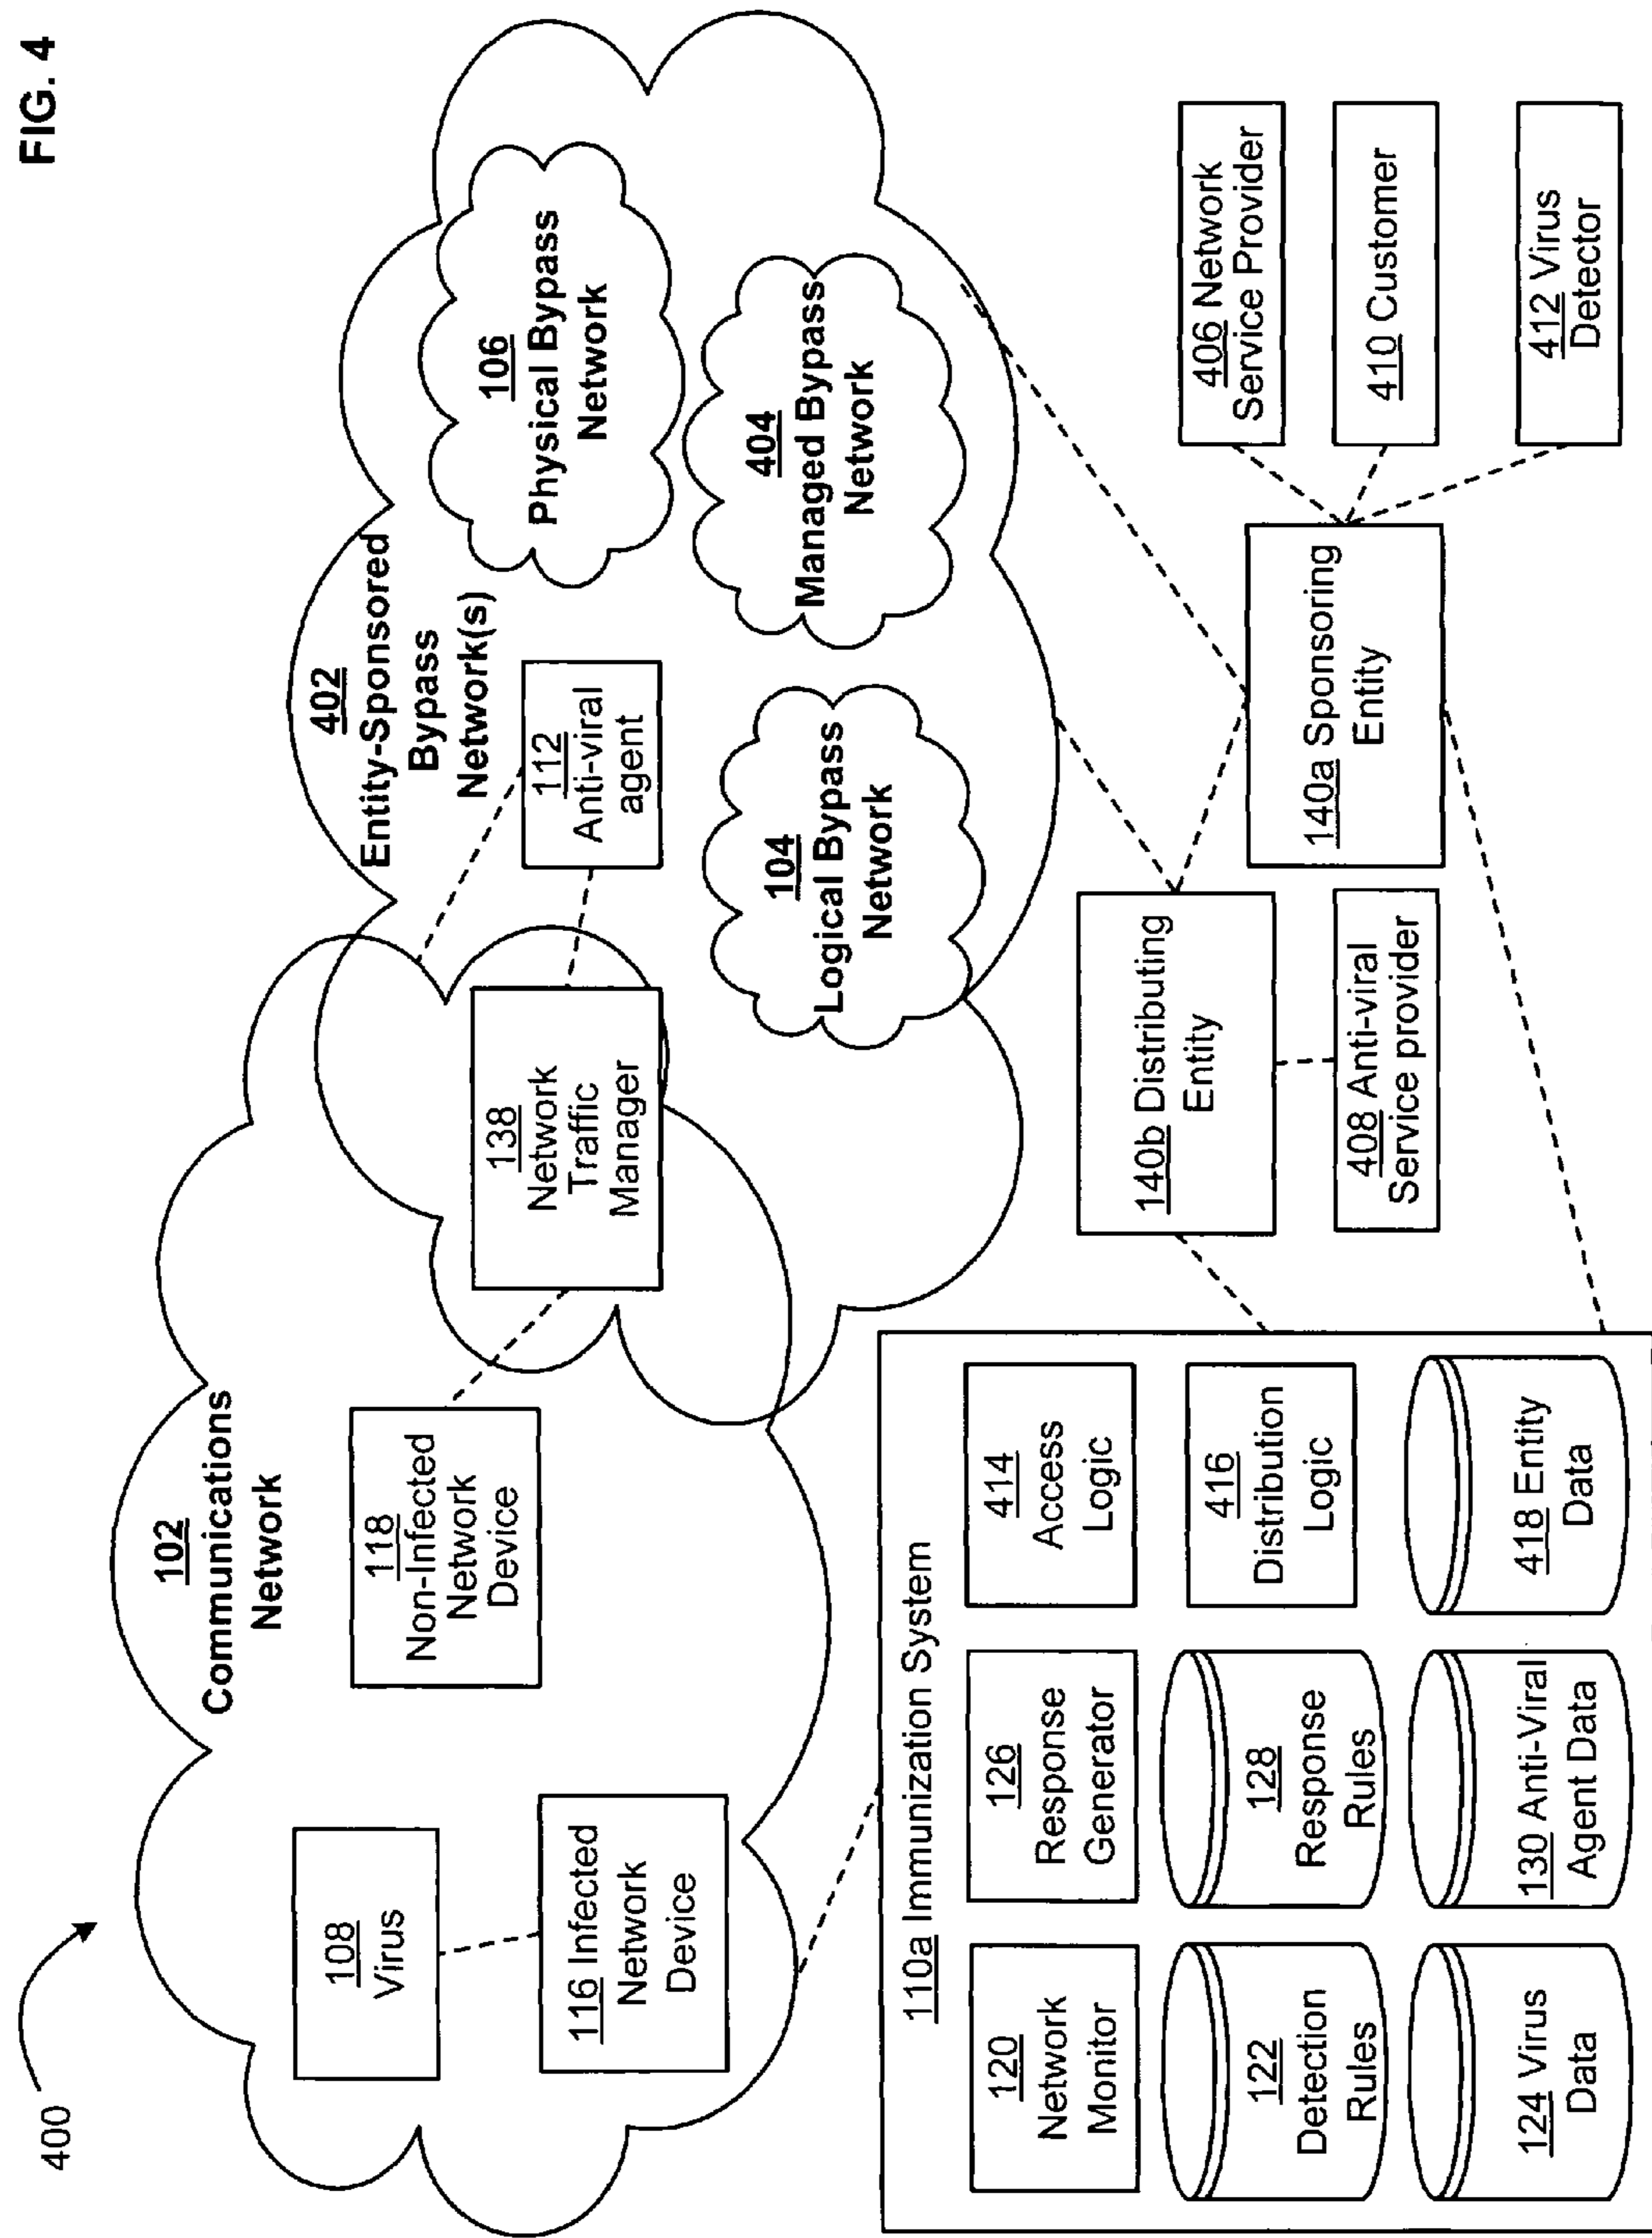 FIG. 4
400
102
Communications
Network
108
Virus
116 Infected
Network
Device
118
Non-Infected
Network
Device
138
Network
Traffic
Manager
402
Entity-Sponsored
Bypass
Network(s)
112
Anti-viral
agent
106
Physical Bypass
Network
404
Managed Bypass
Network
104
Logical Bypass
Network
110a Immunization System
120
Network
Monitor
126
Response
Generator
414
Access
Logic
122
Detection
Rules
128
Response
Rules
416
Distribution
Logic
124 Virus
Data
130 Anti-Viral
Agent Data
418 Entity
Data
140b Distributing
Entity
408 Anti-viral
Service provider
140a Sponsoring
Entity
406 Network
Service Provider
410 Customer
412 Virus
Detector